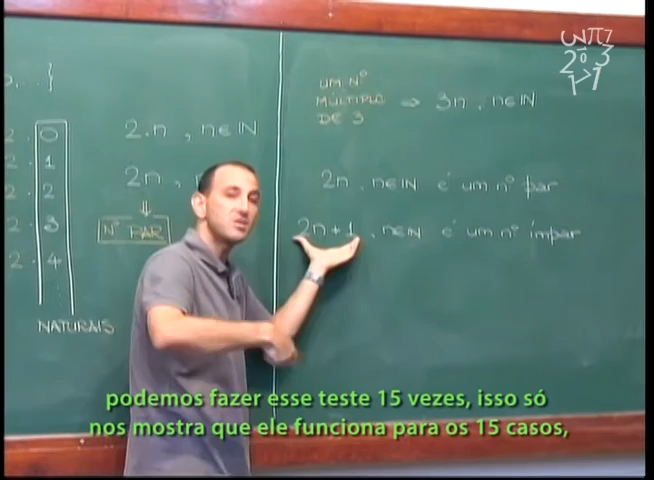 0, ...}
2. 0
2. 1
2. 2
2. 3
2. 4
NATURAIS
2.n , n∈IN
2n, n
Nº PAR
UM Nº
MÚLTIPLO ⇒ 3n , n∈IN
DE 3
2n , n∈IN é um nº par
2n+1 , n∈IN é um nº ímpar
podemos fazer esse teste 15 vezes, isso só
nos mostra que ele funciona para os 15 casos,